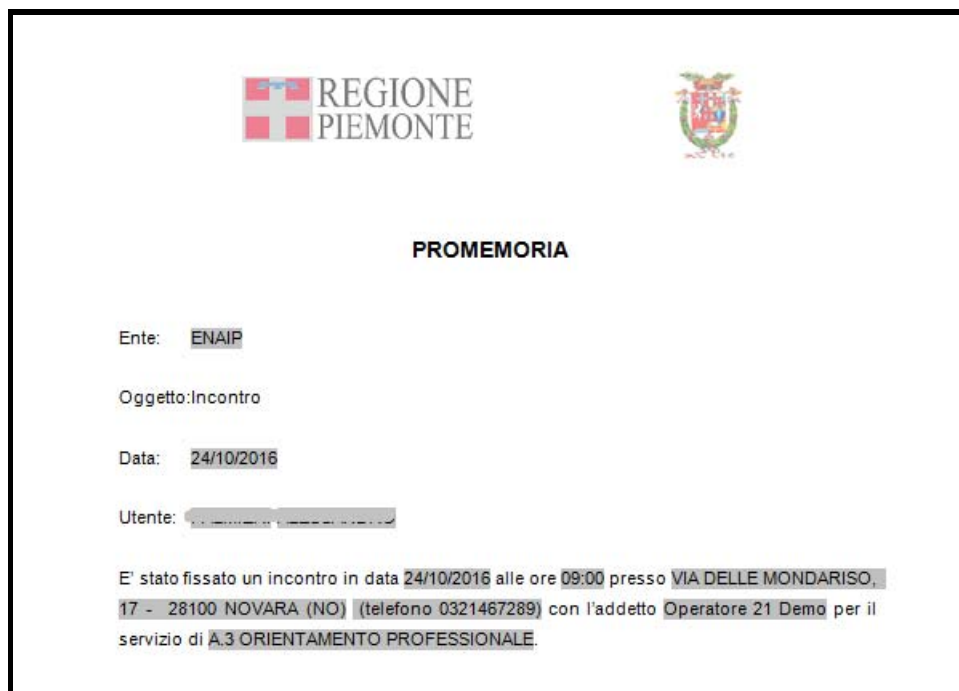 REGIONE
PIEMONTE
PROMEMORIA
Ente: ENAIP
Oggetto:Incontro
Data: 24/10/2016
Utente:
E' stato fissato un incontro in data 24/10/2016 alle ore 09:00 presso VIA DELLE MONDARISO,
17 - 28100 NOVARA (NO) (telefono 0321467289) con l'addetto Operatore 21 Demo per il
servizio di A.3 ORIENTAMENTO PROFESSIONALE.